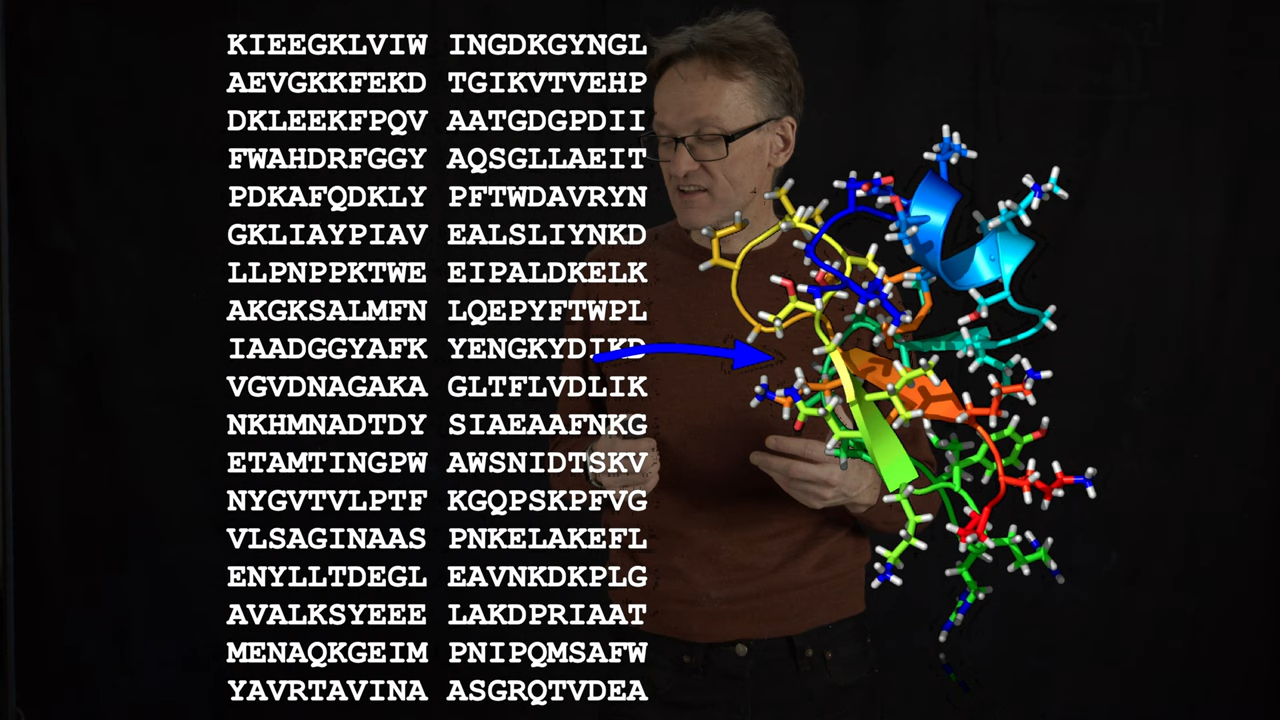 KIEEGKLVIW INGDKGYNGL
AEVGKKFEKD TGIKVTVEHP
DKLEEKFPQV AATGDGPDII
FWAHDRFGGY AQSGLLAEIT
PDKAFQDKLY PFTWDAVRYN
GKLIAYPIAV EALSLIYNKD
LLPNPPKTWE EIPALDKELK
AKGKSALMFN LQEPYFTWPL
IAADGGYAFK YENGKYDIKD
VGVDNAGAKA GLTFLVDLIK
NKHMNADTDY SIAEAAFNKG
ETAMTINGPW AWSNIDTSKV
NYGVTVLPTF KGQPSKPFVG
VLSAGINAAS PNKELAKEFL
ENYLLTDEGL EAVNKDKPLG
AVALKSYEEE LAKDPRIAAT
MENAQKGEIM PNIPQMSAFW
YAVRTAVINA ASGRQTVDEA